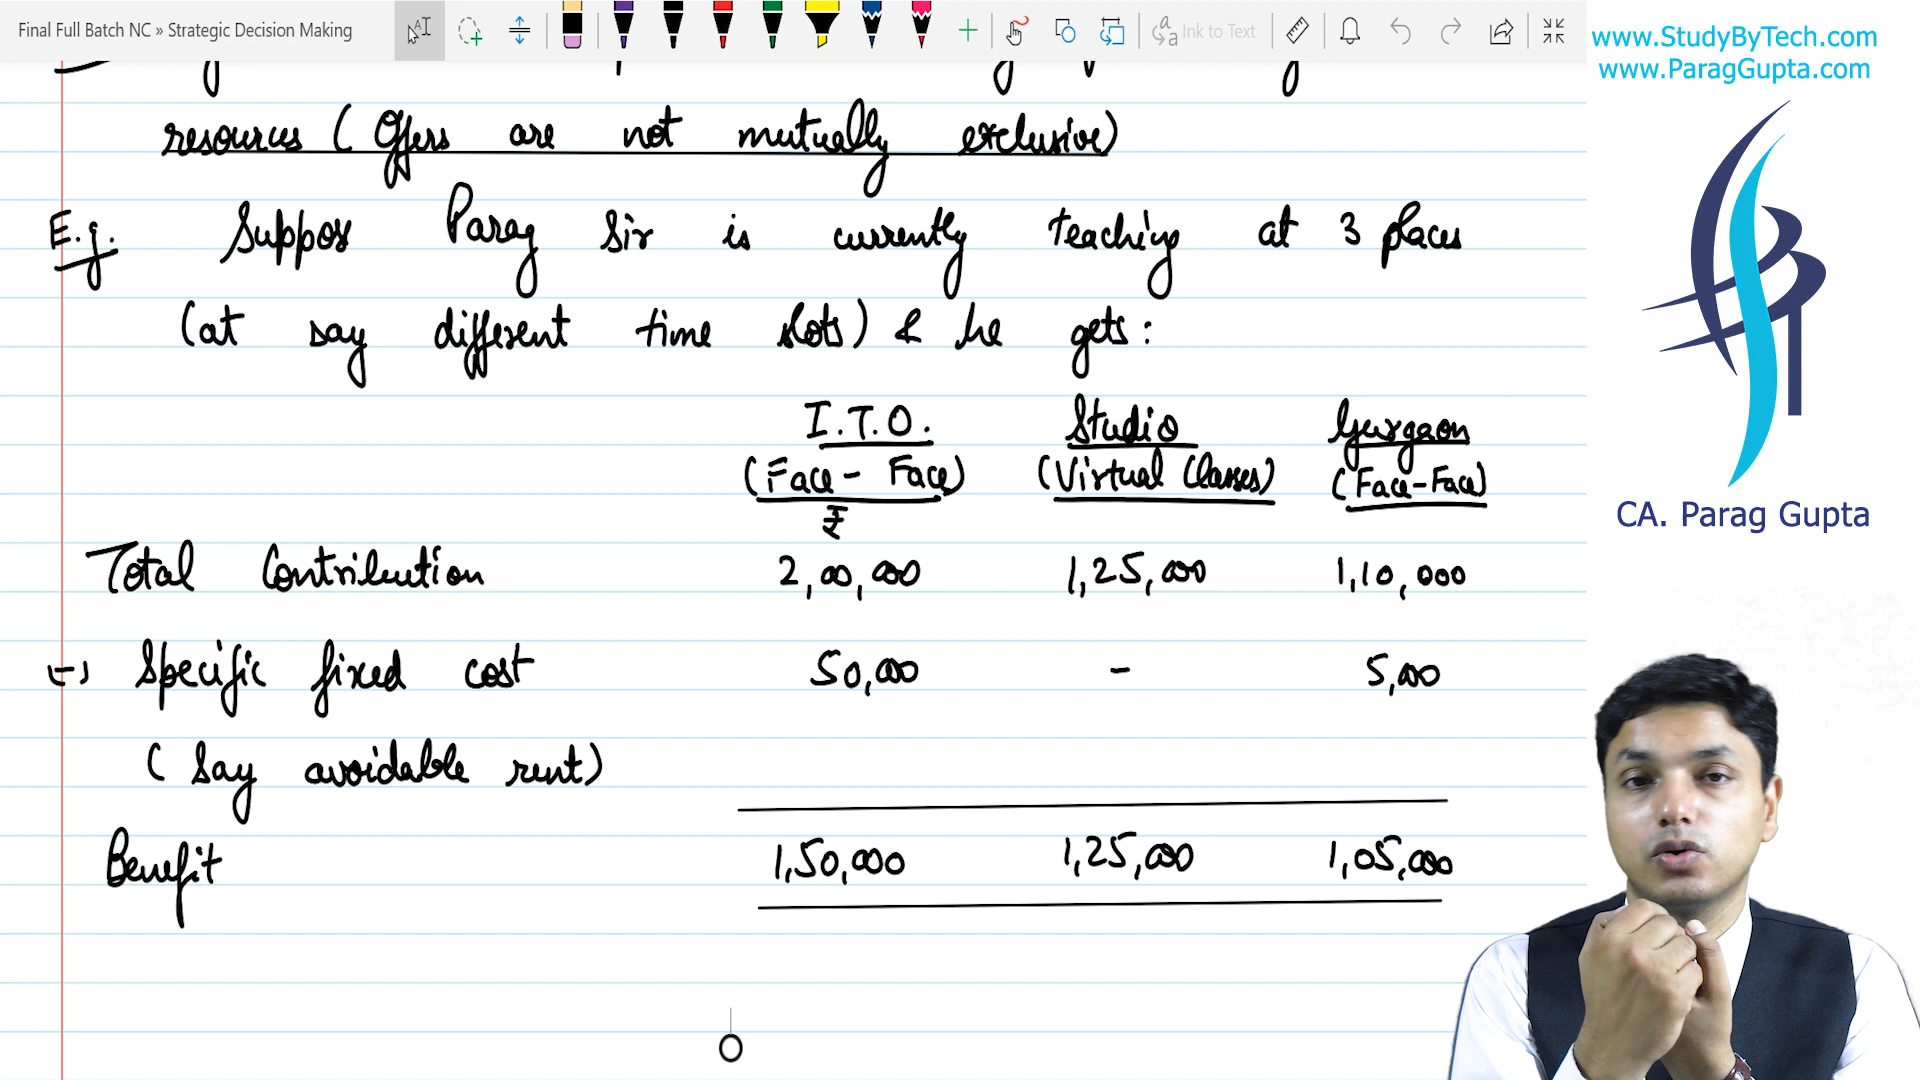 Final Full Batch NC » Strategic Decision Making
Ink to Text
www.StudyByTech.com
www.ParagGupta.com
resources (Offers are not mutually exclusive)
E.g. Suppose Parag Sir is currently teaching at 3 places
(at say different time slots) & he gets:
I.T.O. Studio Gurgaon
(Face - Face) (Virtual Classes) (Face-Face)
₹
CA. Parag Gupta
Total Contribution 2,00,000 1,25,000 1,10,000
(-) Specific fixed cost 50,000 - 5,000
(Say avoidable rent)
Benefit 1,50,000 1,25,000 1,05,000